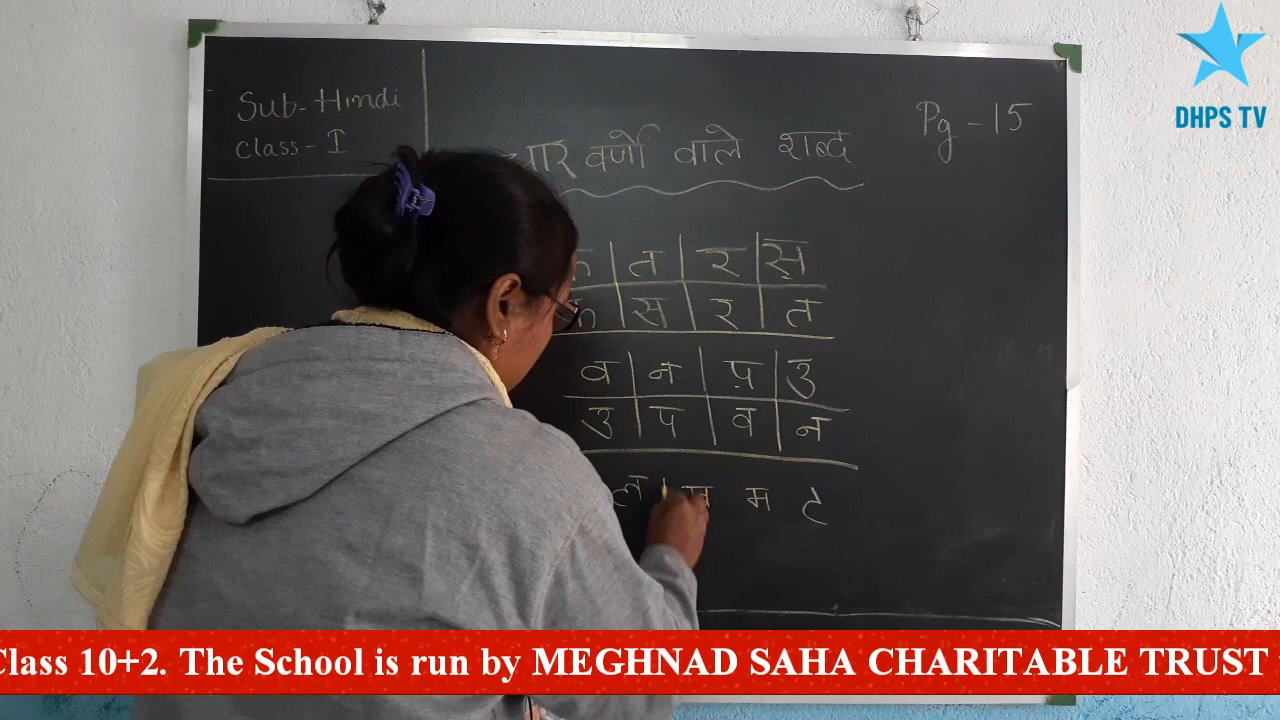 Sub-Hindi
Class-I
Pg-15
चार वर्णो वाले शब्द
क त र स
क स र त
व न प उ
उ प व न
ल म म ट
DHPS TV
Class 10+2. The School is run by MEGHNAD SAHA CHARITABLE TRUST